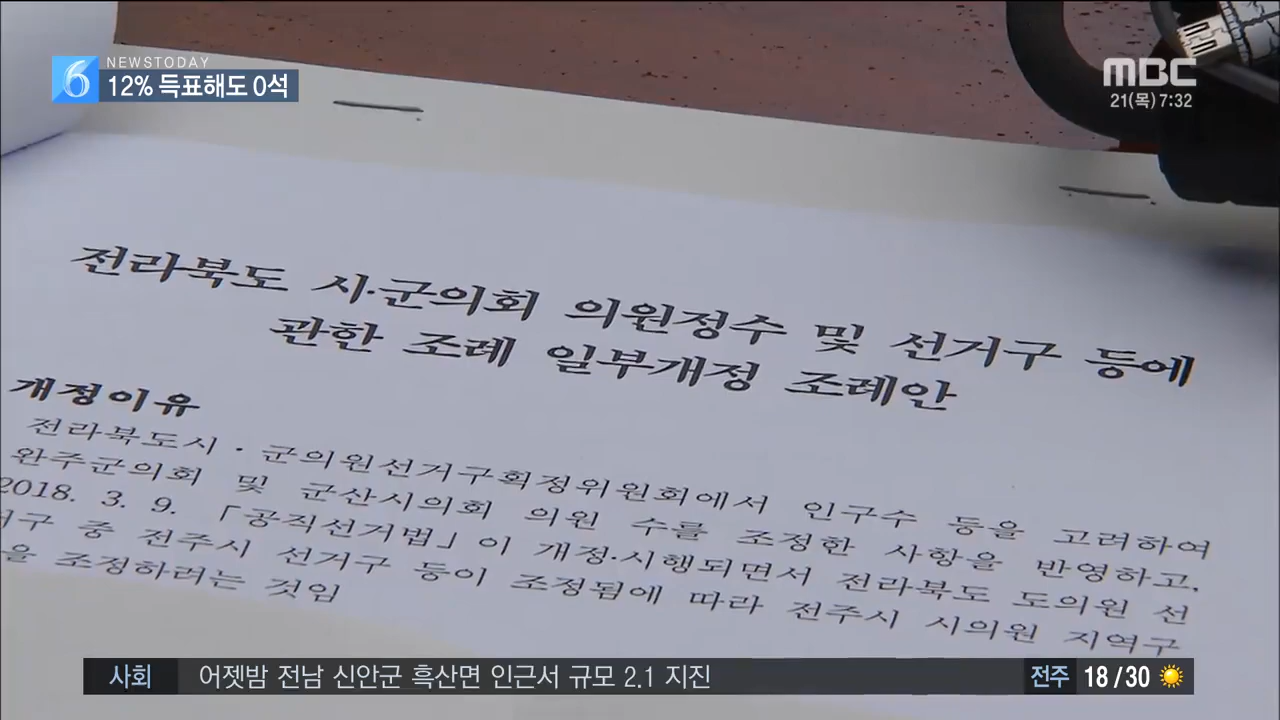 NEWSTODAY
6 12% 득표해도 0석
MBC
21(목) 7:32
전라북도 시·군의회 의원정수 및 선거구 등에
관한 조례 일부개정 조례안
개정이유
전라북도시·군의원선거구획정위원회에서 인구수 등을 고려하여
완주군의회 및 군산시의회 의원 수를 조정한 사항을 반영하고,
2018. 3. 9. 「공직선거법」이 개정·시행되면서 전라북도 도의원 선
거구 중 전주시 선거구 등이 조정됨에 따라 전주시 시의원 지역구
을 조정하려는 것임
사회 어젯밤 전남 신안군 흑산면 인근서 규모 2.1 지진 전주 18/30